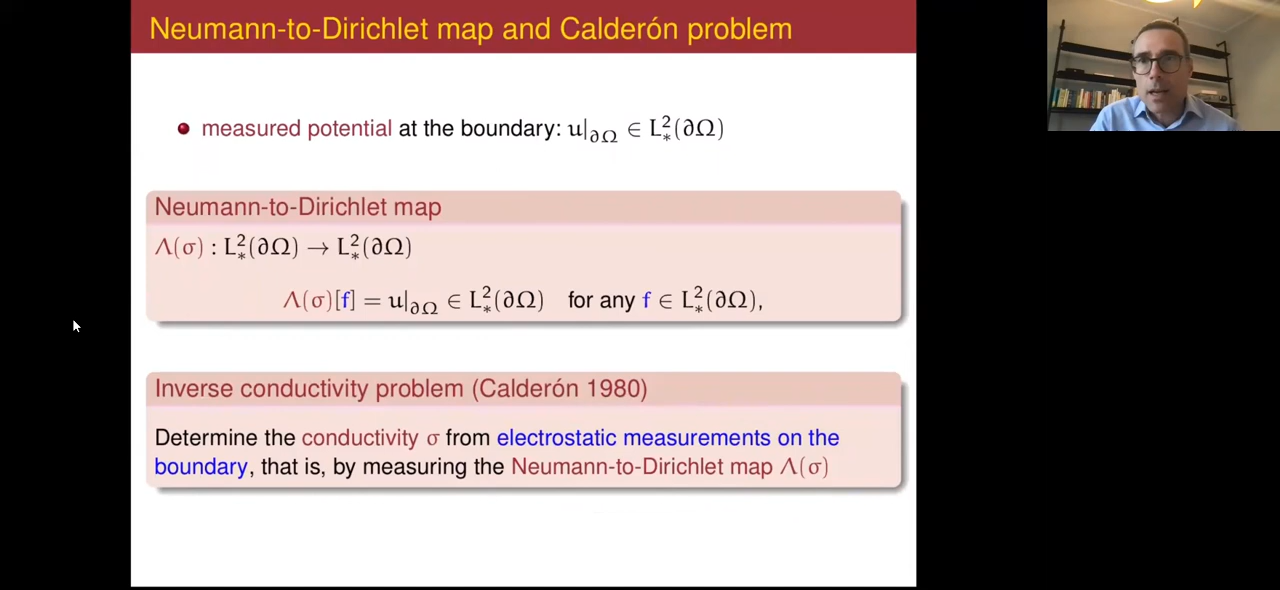 Neumann-to-Dirichlet map and Calderón problem
measured potential at the boundary: u|∂Ω ∈ L²∗(∂Ω)
Neumann-to-Dirichlet map
Λ(σ) : L²∗(∂Ω) → L²∗(∂Ω)
Λ(σ)[f] = u|∂Ω ∈ L²∗(∂Ω) for any f ∈ L²∗(∂Ω),
Inverse conductivity problem (Calderón 1980)
Determine the conductivity σ from electrostatic measurements on the
boundary, that is, by measuring the Neumann-to-Dirichlet map Λ(σ)